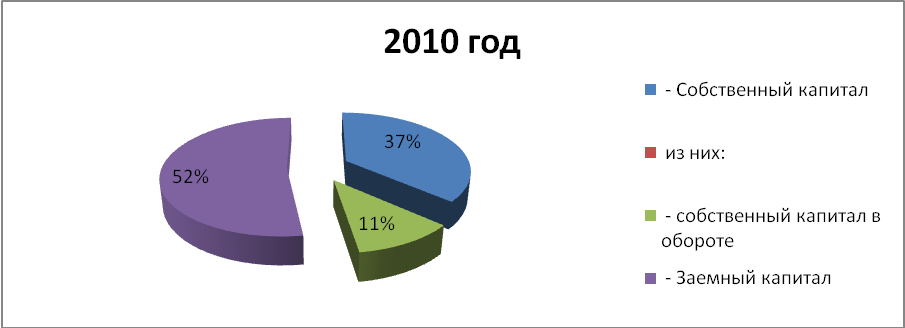 2010 год
37%
11%
52%
- Собственный капитал
из них:
- собственный капитал в
обороте
- Заемный капитал